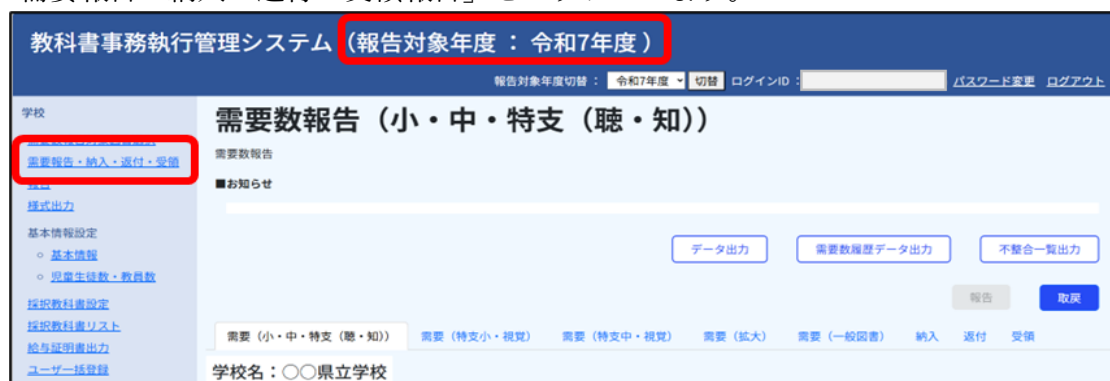 教科書事務執行管理システム（報告対象年度 ： 令和7年度 ）
報告対象年度切替 ： 令和7年度 切替 ログインID : パスワード変更 ログアウト
学校
需要報告・納入・返付・受領
様式出力
基本情報設定
基本情報
児童生徒数・教員数
採択教科書設定
採択教科書リスト
給与証明書出力
ユーザ一括登録
需要数報告（小・中・特支（聴・知））
需要数報告
■お知らせ
データ出力 需要数履歴データ出力 不整合一覧出力
報告 取戻
需要（小・中・特支（聴・知）） 需要（特支小・視覚） 需要（特支中・視覚） 需要（拡大） 需要（一般図書） 納入 返付 受領
学校名：○○県立学校